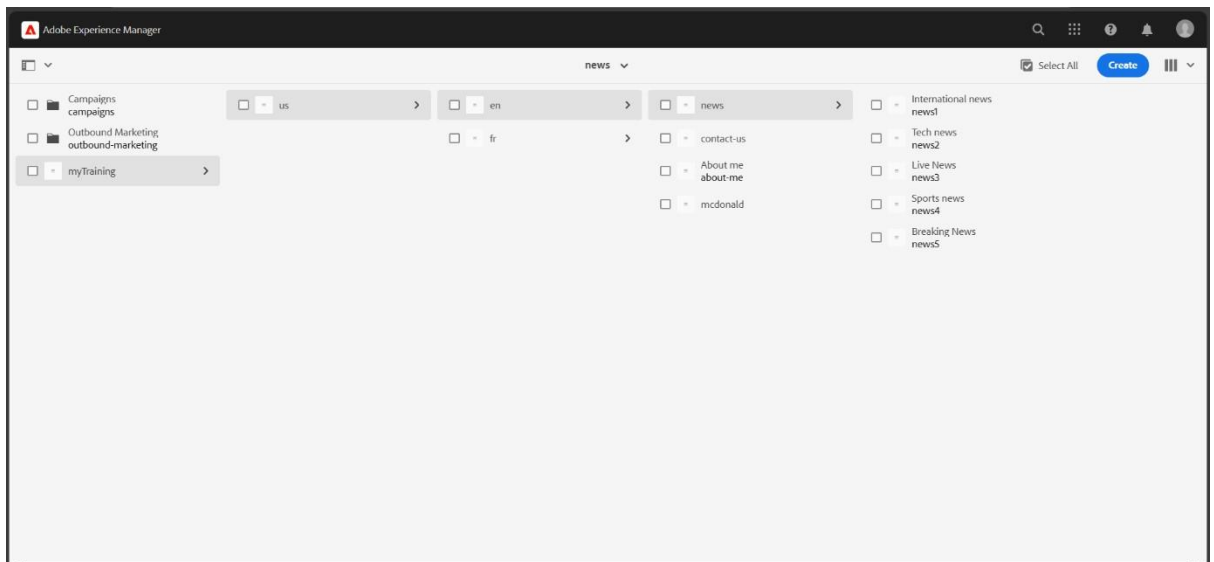 Adobe Experience Manager
news
Select All
Create
Campaigns
campaigns
Outbound Marketing
outbound-marketing
myTraining
us
en
fr
news
contact-us
About me
about-me
mcdonald
International news
news1
Tech news
news2
Live News
news3
Sports news
news4
Breaking News
news5